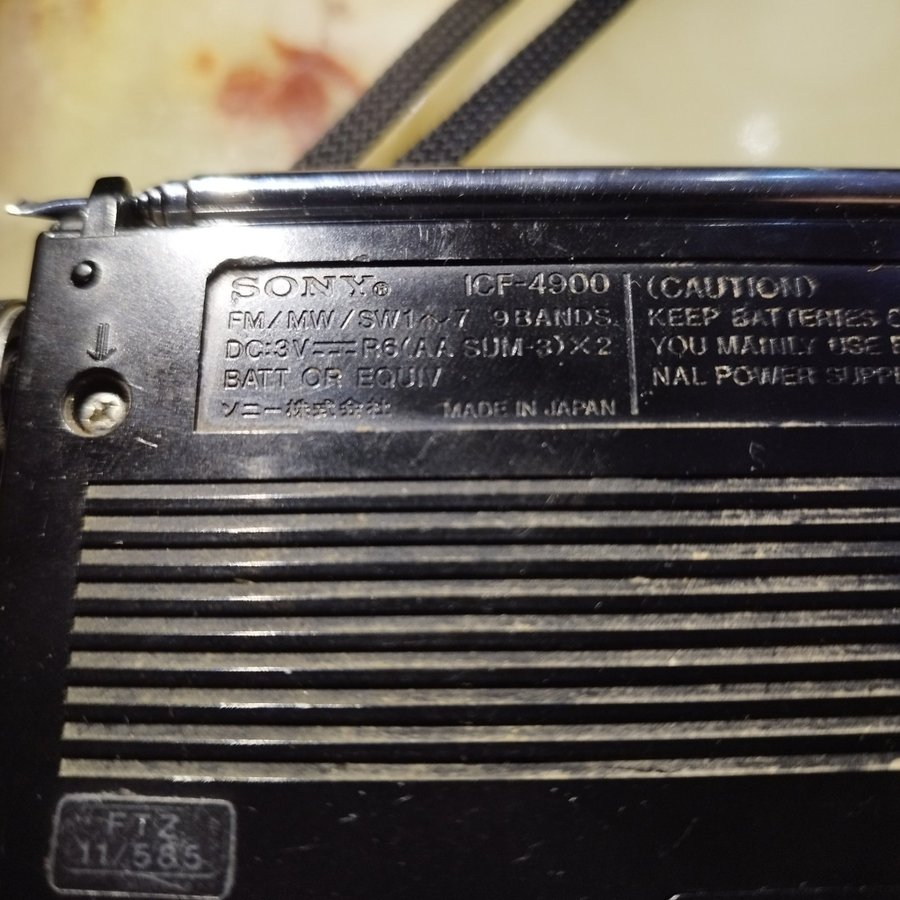 SONY® ICF-4900
FM/MW/SW1~7 9BANDS.
DC:3V R6(AA SUM-3)×2
BATT OR EQUIV
ソニー株式会社 MADE IN JAPAN
(CAUTION)
KEEP BATTERIES
YOU MAINLY USE
NAL POWER
FTZ
11/585